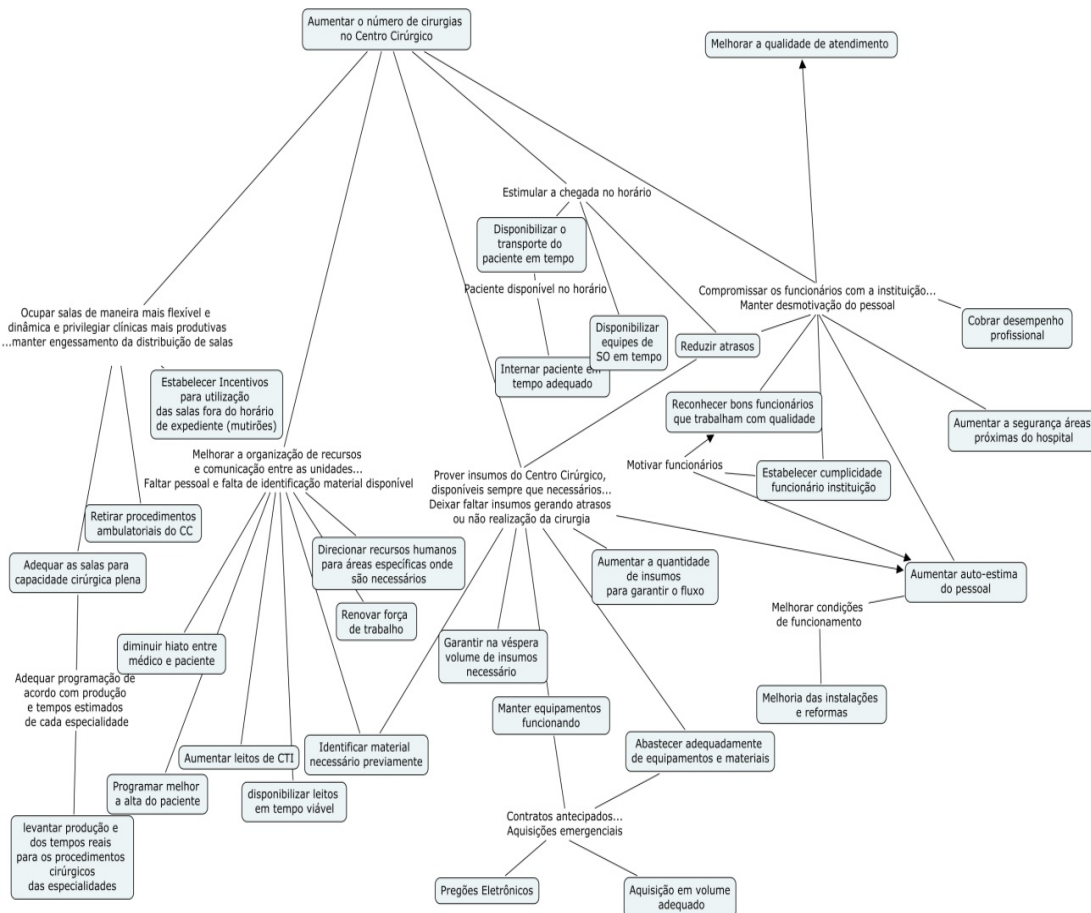 Aumentar o número de cirurgias
no Centro Cirúrgico
Melhorar a qualidade de atendimento
Estimular a chegada no horário
Disponibilizar o
transporte do
paciente em tempo
Paciente disponível no horário
Compromissar os funcionários com a instituição...
Manter desmotivação do pessoal
Ocupar salas de maneira mais flexível e
dinâmica e privilegiar clínicas mais produtivas
...manter engessamento da distribuição de salas
Disponibilizar
equipes de
SO em tempo
Reduzir atrasos
Cobrar desempenho
profissional
Internar paciente em
tempo adequado
Estabelecer Incentivos
para utilização
das salas fora do horário
de expediente (mutirões)
Reconhecer bons funcionários
que trabalham com qualidade
Aumentar a segurança áreas
próximas do hospital
Melhorar a organização de recursos
e comunicação entre as unidades...
Faltar pessoal e falta de identificação material disponível
Prover insumos do Centro Cirúrgico,
disponíveis sempre que necessários...
Deixar faltar insumos gerando atrasos
ou não realização da cirurgia
Motivar funcionários
Estabelecer cumplicidade
funcionário instituição
Retirar procedimentos
ambulatoriais do CC
Direcionar recursos humanos
para áreas específicas onde
são necessários
Aumentar a quantidade
de insumos
para garantir o fluxo
Adequar as salas para
capacidade cirúrgica plena
Aumentar auto-estima
do pessoal
Renovar força
de trabalho
Melhorar condições
de funcionamento
diminuir hiato entre
médico e paciente
Garantir na véspera
volume de insumos
necessário
Adequar programação de
acordo com produção
e tempos estimados
de cada especialidade
Melhoria das instalações
e reformas
Manter equipamentos
funcionando
Aumentar leitos de CTI
Identificar material
necessário previamente
Abastecer adequadamente
de equipamentos e materiais
Programar melhor
a alta do paciente
disponibilizar leitos
em tempo viável
levantar produção e
dos tempos reais
para os procedimentos
cirúrgicos
das especialidades
Contratos antecipados...
Aquisições emergenciais
Pregões Eletrônicos
Aquisição em volume
adequado